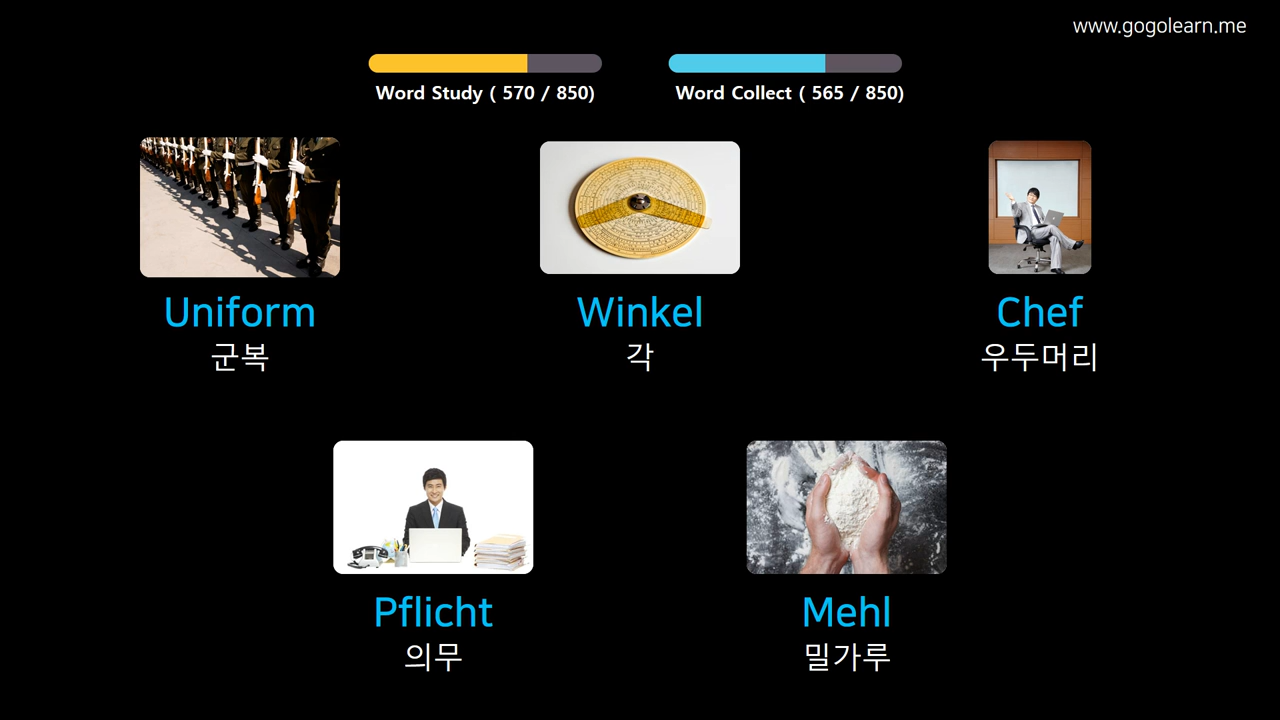 www.gogolearn.me
Word Study ( 570 / 850)
Word Collect ( 565 / 850)
Uniform
군복
Winkel
각
Chef
우두머리
Pflicht
의무
Mehl
밀가루